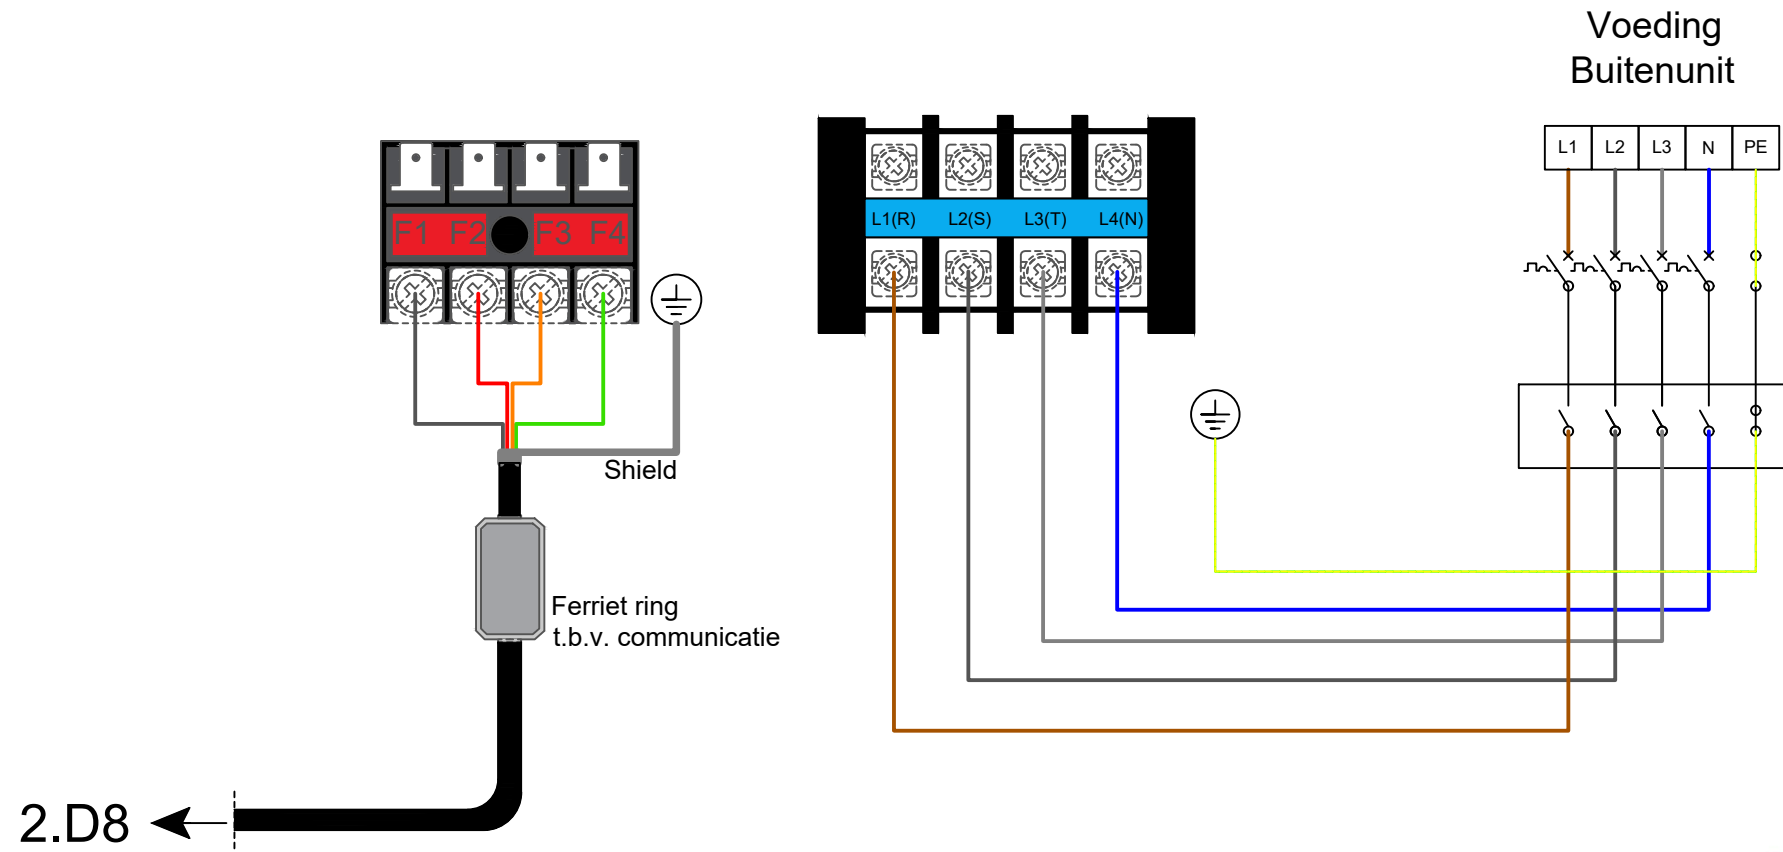 Voeding
Buitenunit
L1 L2 L3 N PE
L1(R) L2(S) L3(T) L4(N)
F1 F2 F3 F4
Shield
Ferriet ring
t.b.v. communicatie
2.D8